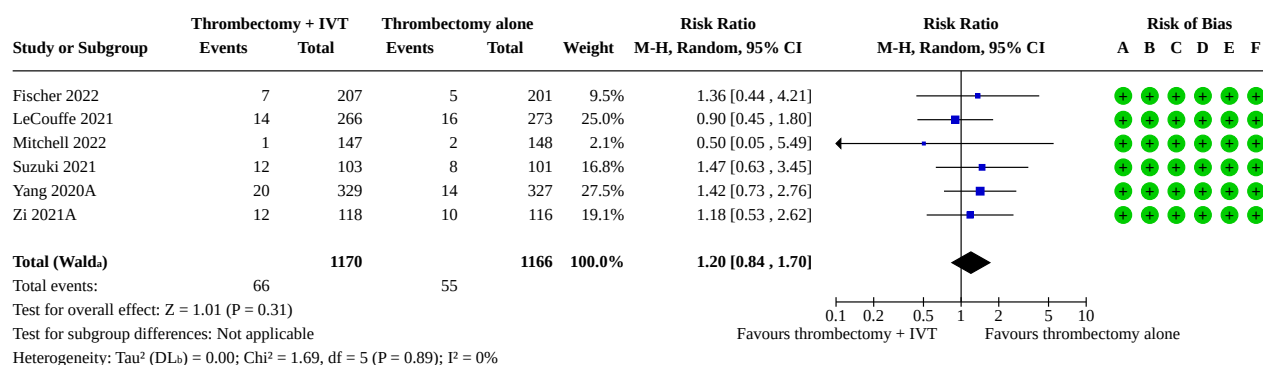 Thrombectomy + IVT Thrombectomy alone Risk Ratio Risk Ratio Risk of Bias
Study or Subgroup Events Total Events Total Weight M-H, Random, 95% CI M-H, Random, 95% CI A B C D E F
Fischer 2022 7 207 5 201 9.5% 1.36 [0.44 , 4.21] + + + + + +
LeCouffe 2021 14 266 16 273 25.0% 0.90 [0.45 , 1.80] + + + + + +
Mitchell 2022 1 147 2 148 2.1% 0.50 [0.05 , 5.49] + + + + + +
Suzuki 2021 12 103 8 101 16.8% 1.47 [0.63 , 3.45] + + + + + +
Yang 2020A 20 329 14 327 27.5% 1.42 [0.73 , 2.76] + + + + + +
Zi 2021A 12 118 10 116 19.1% 1.18 [0.53 , 2.62] + + + + + +
Total (Waldₐ) 1170 1166 100.0% 1.20 [0.84 , 1.70]
Total events: 66 55
Test for overall effect: Z = 1.01 (P = 0.31)
0.1 0.2 0.5 1 2 5 10
Test for subgroup differences: Not applicable
Favours thrombectomy + IVT Favours thrombectomy alone
Heterogeneity: Tau² (DLb) = 0.00; Chi² = 1.69, df = 5 (P = 0.89); I² = 0%